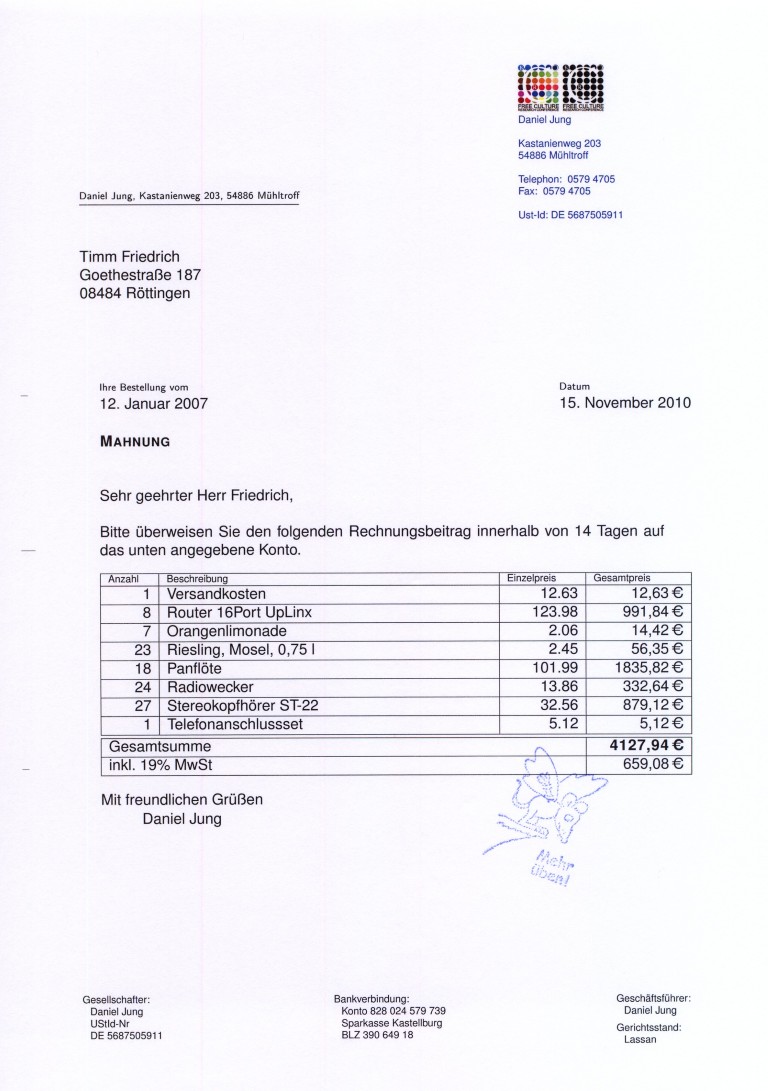 FREE CULTURE FREE CULTURE
RESEARCH CONFERENCE RESEARCH CONFERENCE
Daniel Jung
Kastanienweg 203
54886 Mühltroff
Telephon: 0579 4705
Fax: 0579 4705
Ust-Id: DE 5687505911
Daniel Jung, Kastanienweg 203, 54886 Mühltroff
Timm Friedrich
Goethestraße 187
08484 Röttingen
Ihre Bestellung vom Datum
12. Januar 2007 15. November 2010
MAHNUNG
Sehr geehrter Herr Friedrich,
Bitte überweisen Sie den folgenden Rechnungsbeitrag innerhalb von 14 Tagen auf
das unten angegebene Konto.
Anzahl Beschreibung Einzelpreis Gesamtpreis
1 Versandkosten 12.63 12,63 €
8 Router 16Port UpLinx 123.98 991,84 €
7 Orangenlimonade 2.06 14,42 €
23 Riesling, Mosel, 0,75 l 2.45 56,35 €
18 Panflöte 101.99 1835,82 €
24 Radiowecker 13.86 332,64 €
27 Stereokopfhörer ST-22 32.56 879,12 €
1 Telefonanschlussset 5.12 5,12 €
Gesamtsumme 4127,94 €
inkl. 19% MwSt 659,08 €
Mit freundlichen Grüßen
Daniel Jung
Mehr
üben!
Gesellschafter:
Daniel Jung
UStId-Nr
DE 5687505911
Bankverbindung:
Konto 828 024 579 739
Sparkasse Kastellburg
BLZ 390 649 18
Geschäftsführer:
Daniel Jung
Gerichtsstand:
Lassan